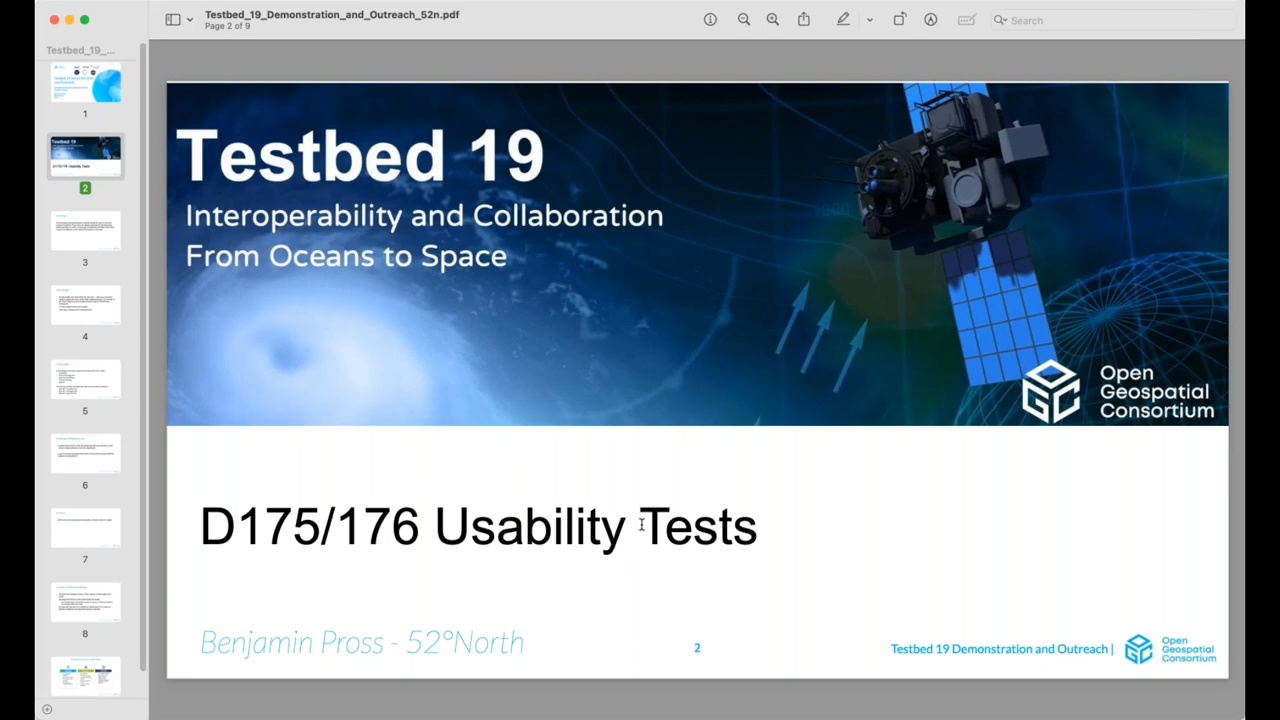 Testbed_19_Demonstration_and_Outreach_52n.pdf
Page 2 of 9
Search
Testbed_19_...
1
2
3
4
5
6
7
8
Testbed 19
Interoperability and Collaboration
From Oceans to Space
Open
Geospatial
Consortium
D175/176 Usability Tests
Benjamin Pross - 52°North
2
Testbed 19 Demonstration and Outreach |
Open
Geospatial
Consortium